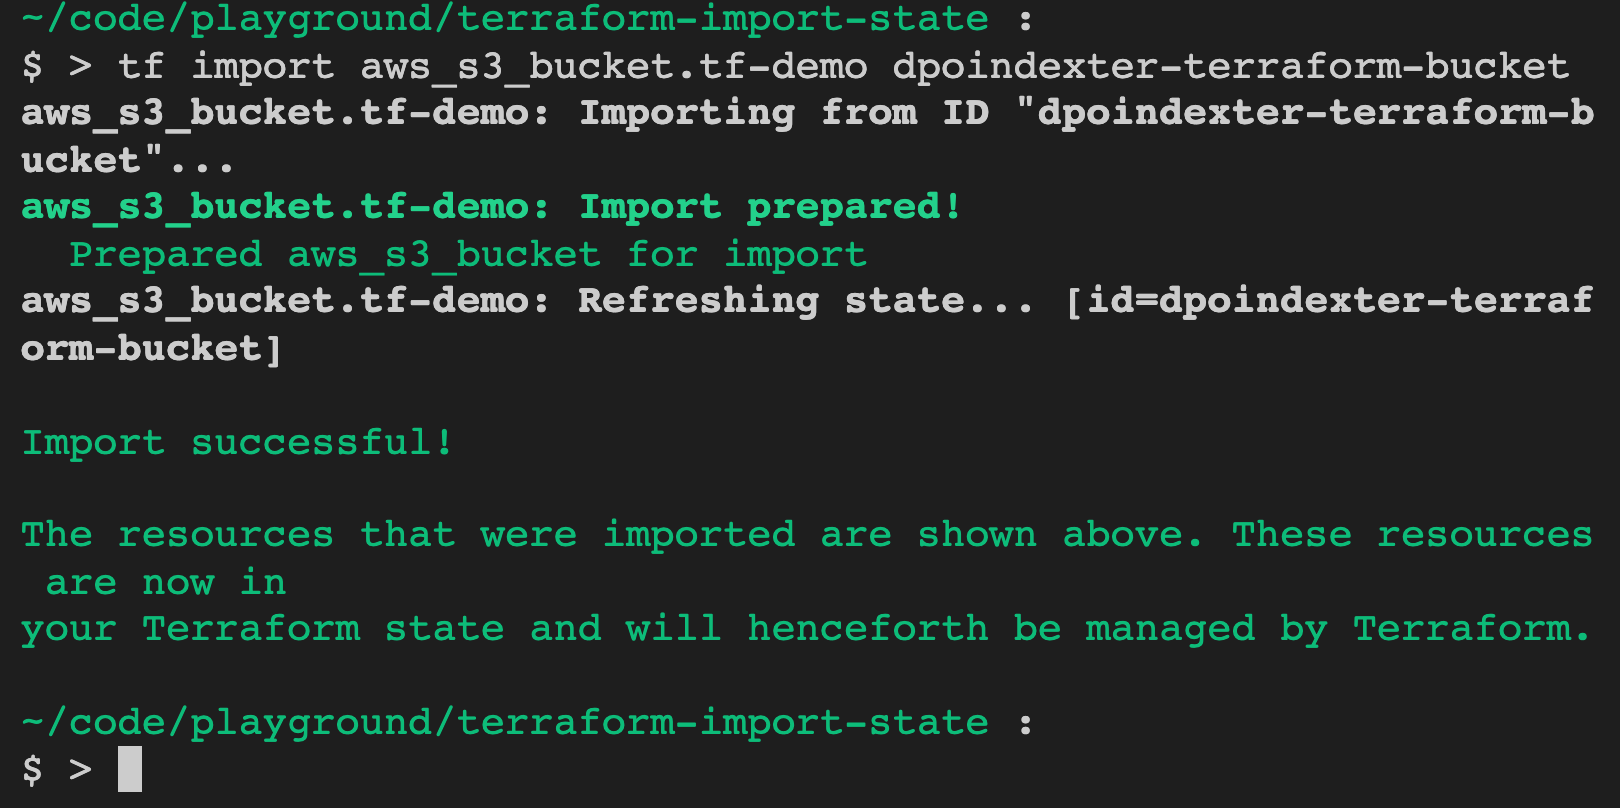 ~/code/playground/terraform-import-state :
$ > tf import aws_s3_bucket.tf-demo dpoindexter-terraform-bucket
aws_s3_bucket.tf-demo: Importing from ID "dpoindexter-terraform-b
ucket"...
aws_s3_bucket.tf-demo: Import prepared!
  Prepared aws_s3_bucket for import
aws_s3_bucket.tf-demo: Refreshing state... [id=dpoindexter-terraf
orm-bucket]
Import successful!
The resources that were imported are shown above. These resources
 are now in
your Terraform state and will henceforth be managed by Terraform.
~/code/playground/terraform-import-state :
$ >